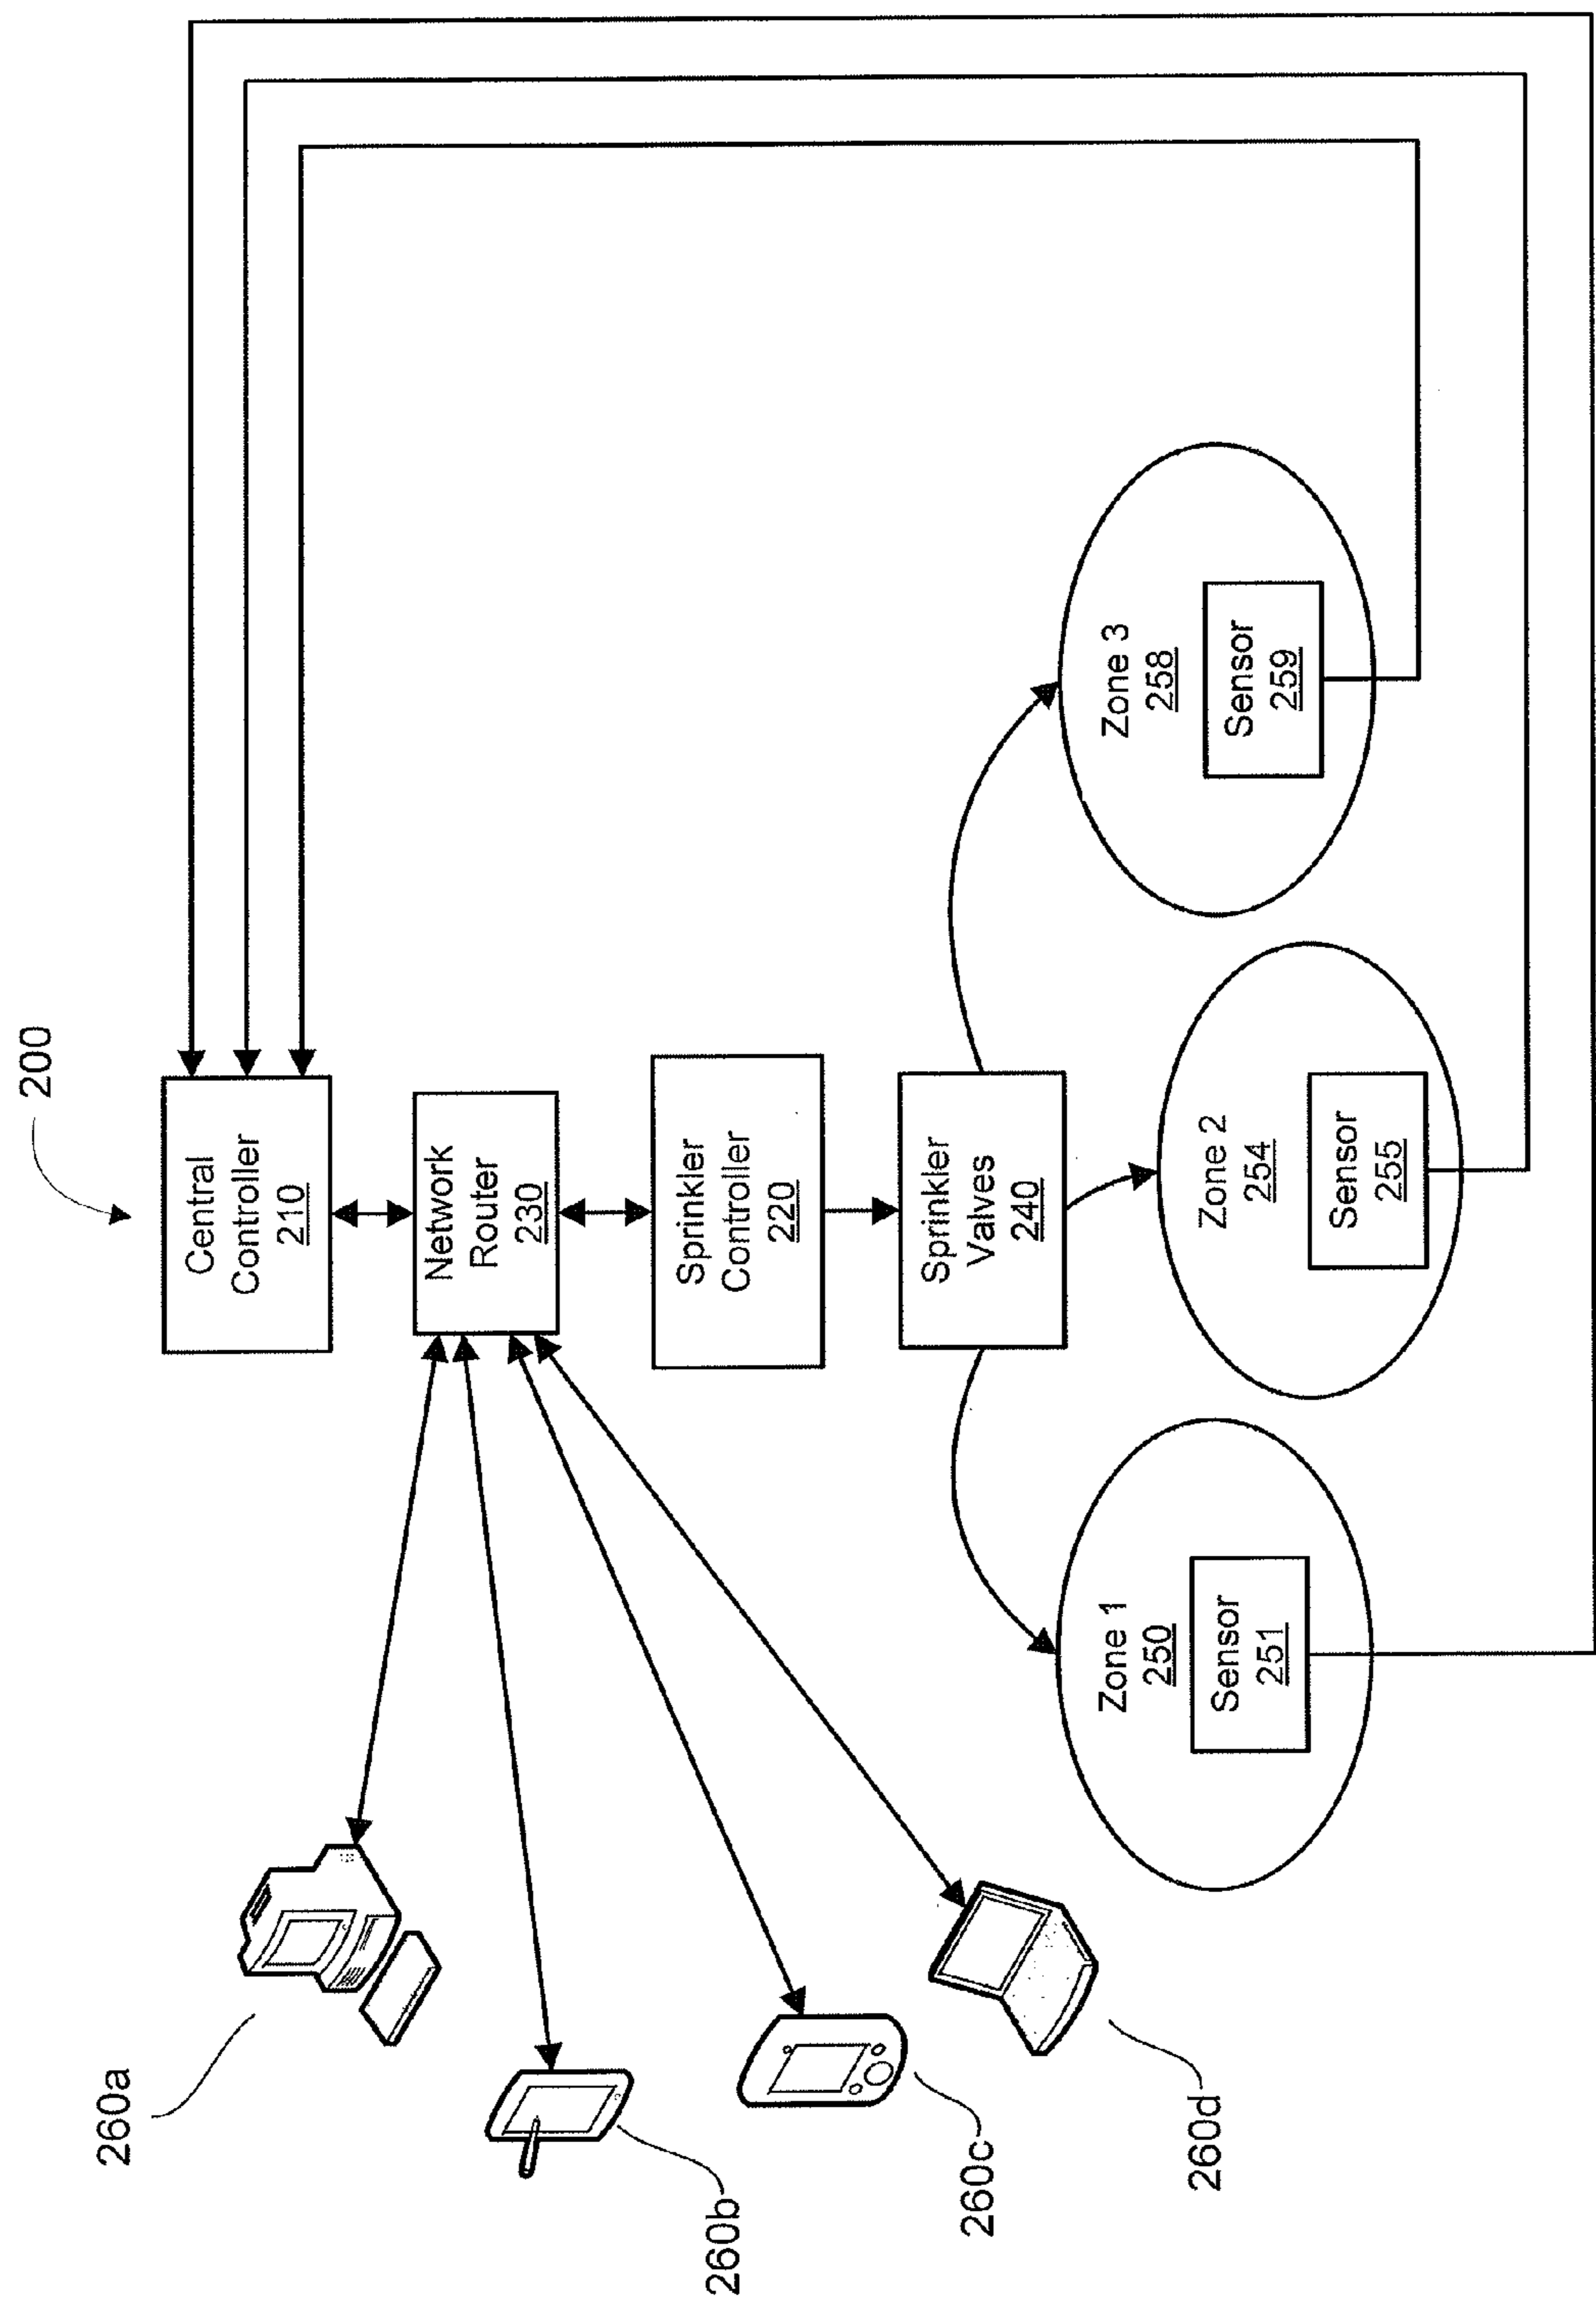 200
Central
Controller
210
260a
Network
Router
230
260b
Sprinkler
Controller
220
260c
Sprinkler
Valves
240
260d
Zone 1
250
Sensor
251
Zone 2
254
Sensor
255
Zone 3
258
Sensor
259